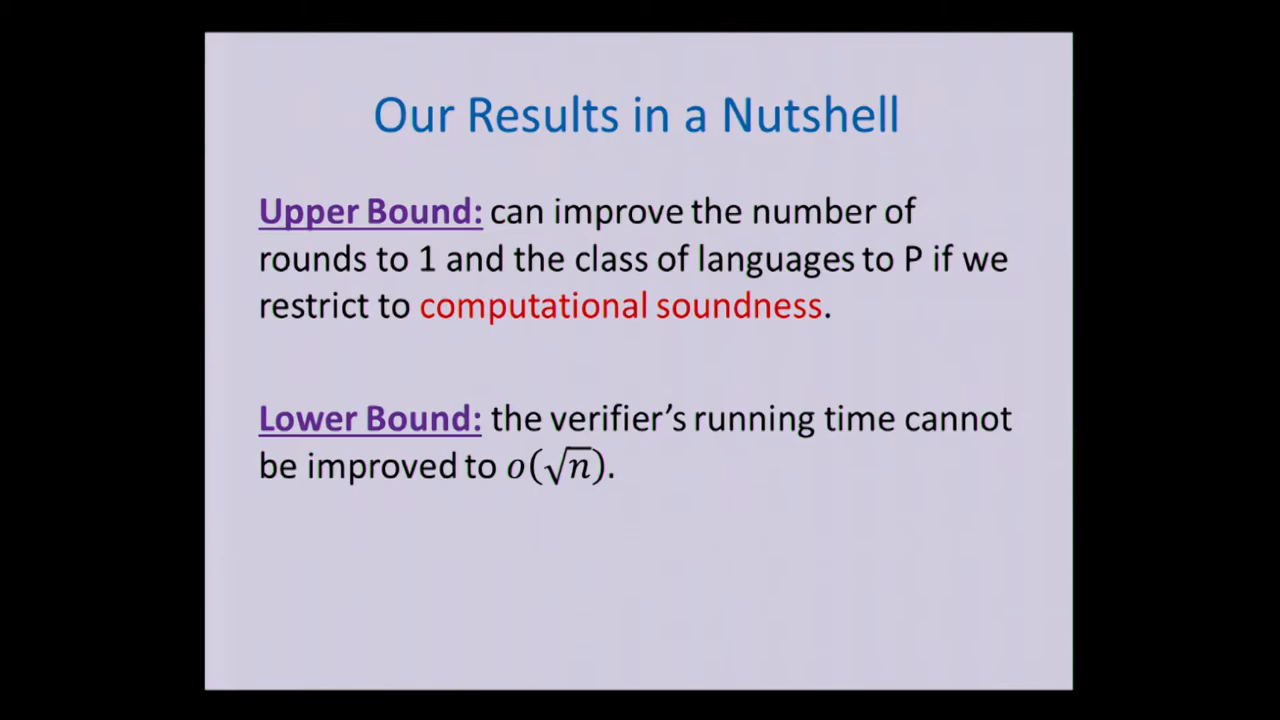 Our Results in a Nutshell
Upper Bound: can improve the number of
rounds to 1 and the class of languages to P if we
restrict to computational soundness.
Lower Bound: the verifier’s running time cannot
be improved to o(√n).